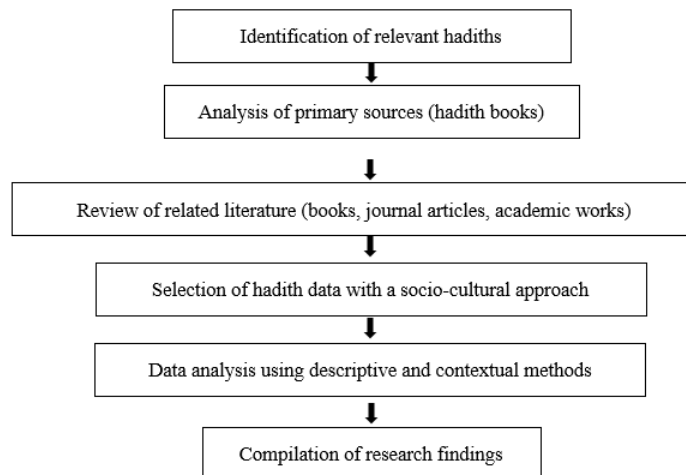 Identification of relevant hadiths
Analysis of primary sources (hadith books)
Review of related literature (books, journal articles, academic works)
Selection of hadith data with a socio-cultural approach
Data analysis using descriptive and contextual methods
Compilation of research findings